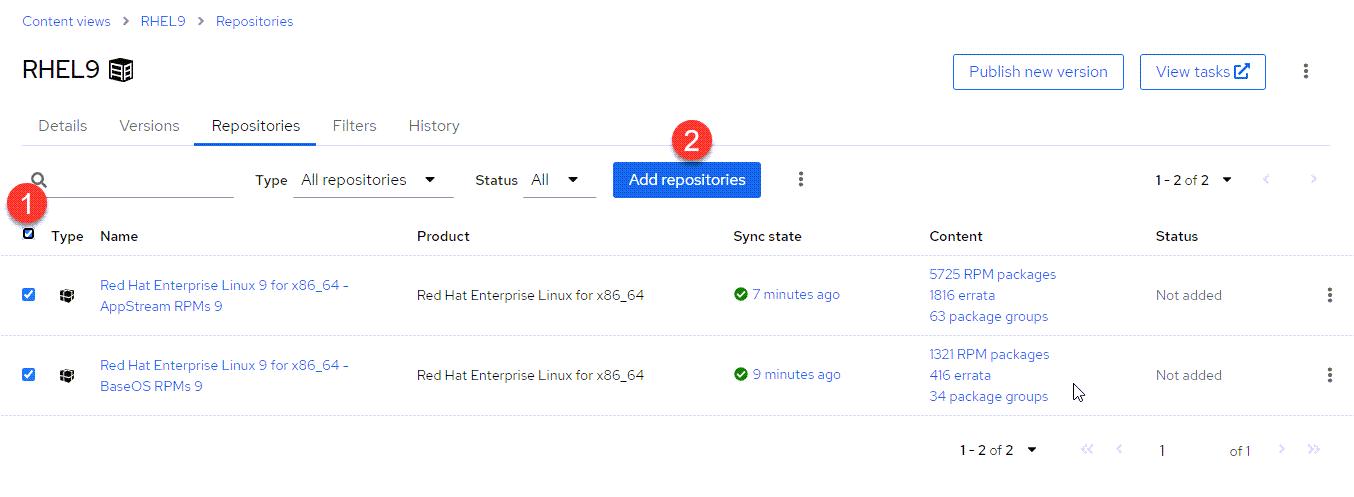 Content views > RHEL9 > Repositories
RHEL9
Publish new version
View tasks
Details Versions Repositories Filters History
2
Type All repositories Status All Add repositories 1 - 2 of 2
1
Type Name Product Sync state Content Status
Red Hat Enterprise Linux 9 for x86_64 -
AppStream RPMs 9
Red Hat Enterprise Linux for x86_64
7 minutes ago
5725 RPM packages
1816 errata
63 package groups
Not added
Red Hat Enterprise Linux 9 for x86_64 -
BaseOS RPMs 9
Red Hat Enterprise Linux for x86_64
9 minutes ago
1321 RPM packages
416 errata
34 package groups
Not added
1 - 2 of 2 1 of 1